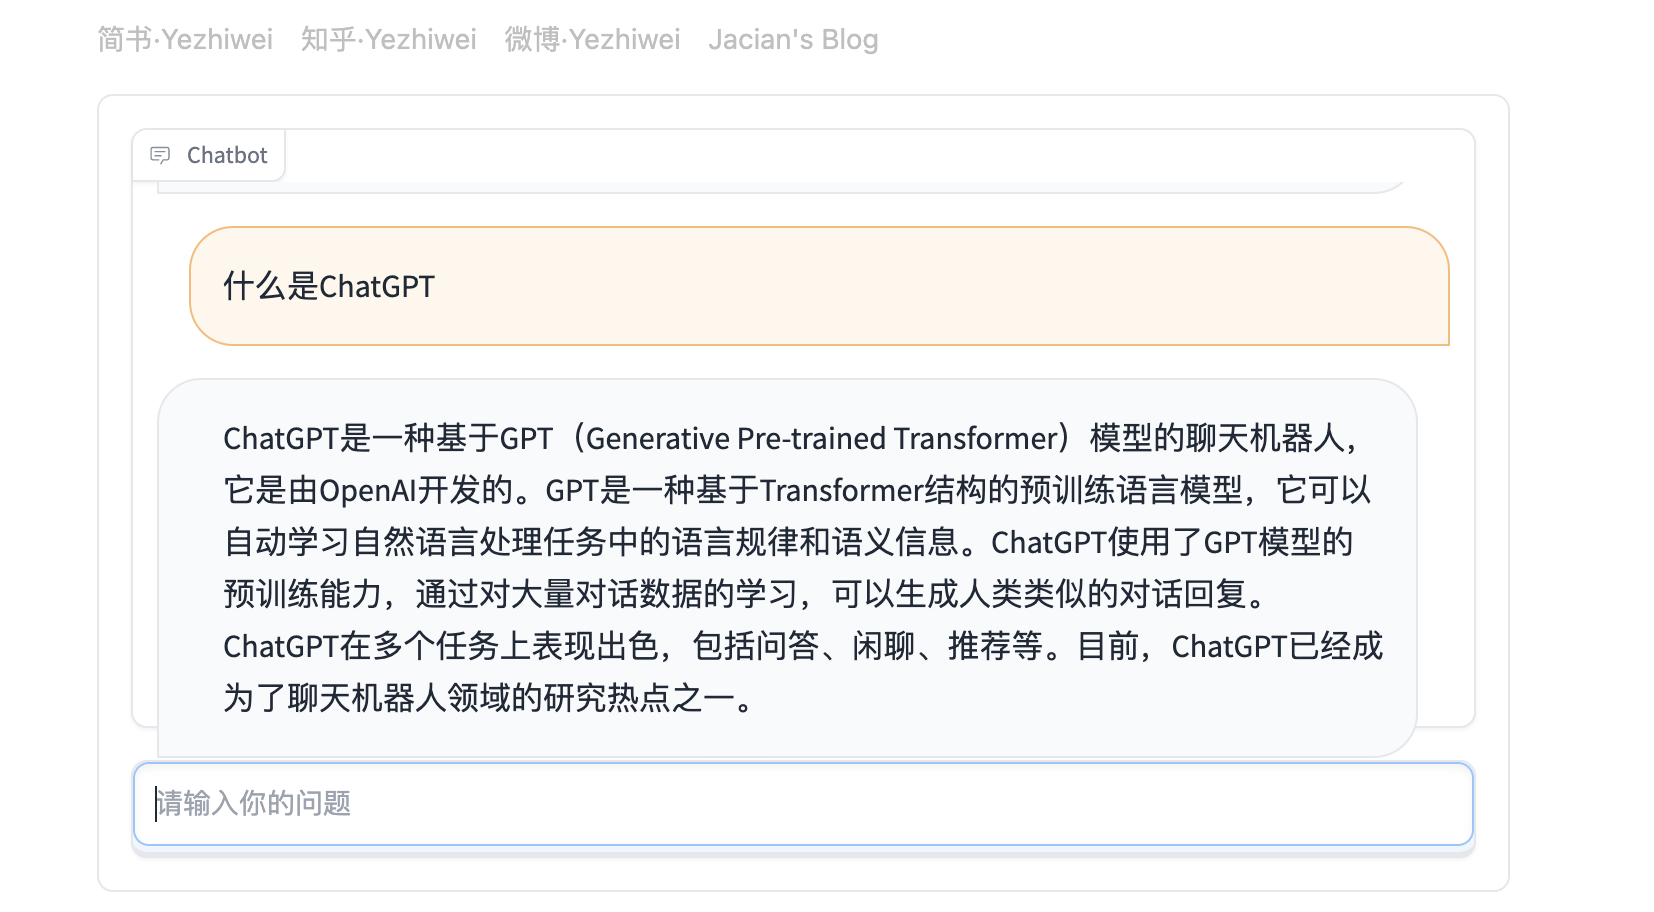 简书·Yezhiwei 知乎·Yezhiwei 微博·Yezhiwei Jacian's Blog
Chatbot
什么是ChatGPT
ChatGPT是一种基于GPT（Generative Pre-trained Transformer）模型的聊天机器人，
它是由OpenAI开发的。GPT是一种基于Transformer结构的预训练语言模型，它可以
自动学习自然语言处理任务中的语言规律和语义信息。ChatGPT使用了GPT模型的
预训练能力，通过对大量对话数据的学习，可以生成人类类似的对话回复。
ChatGPT在多个任务上表现出色，包括问答、闲聊、推荐等。目前，ChatGPT已经成
为了聊天机器人领域的研究热点之一。
请输入你的问题